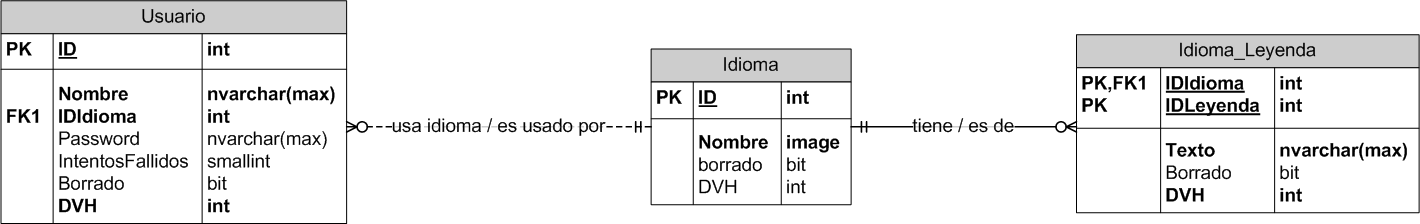 Usuario
PK ID int
Nombre nvarchar(max)
FK1 IDIdioma int
Password nvarchar(max)
IntentosFallidos smallint
Borrado bit
DVH int
usa idioma / es usado por
Idioma
PK ID int
Nombre image
borrado bit
DVH int
tiene / es de
Idioma_Leyenda
PK,FK1 IDIdioma int
PK IDLeyenda int
Texto nvarchar(max)
Borrado bit
DVH int